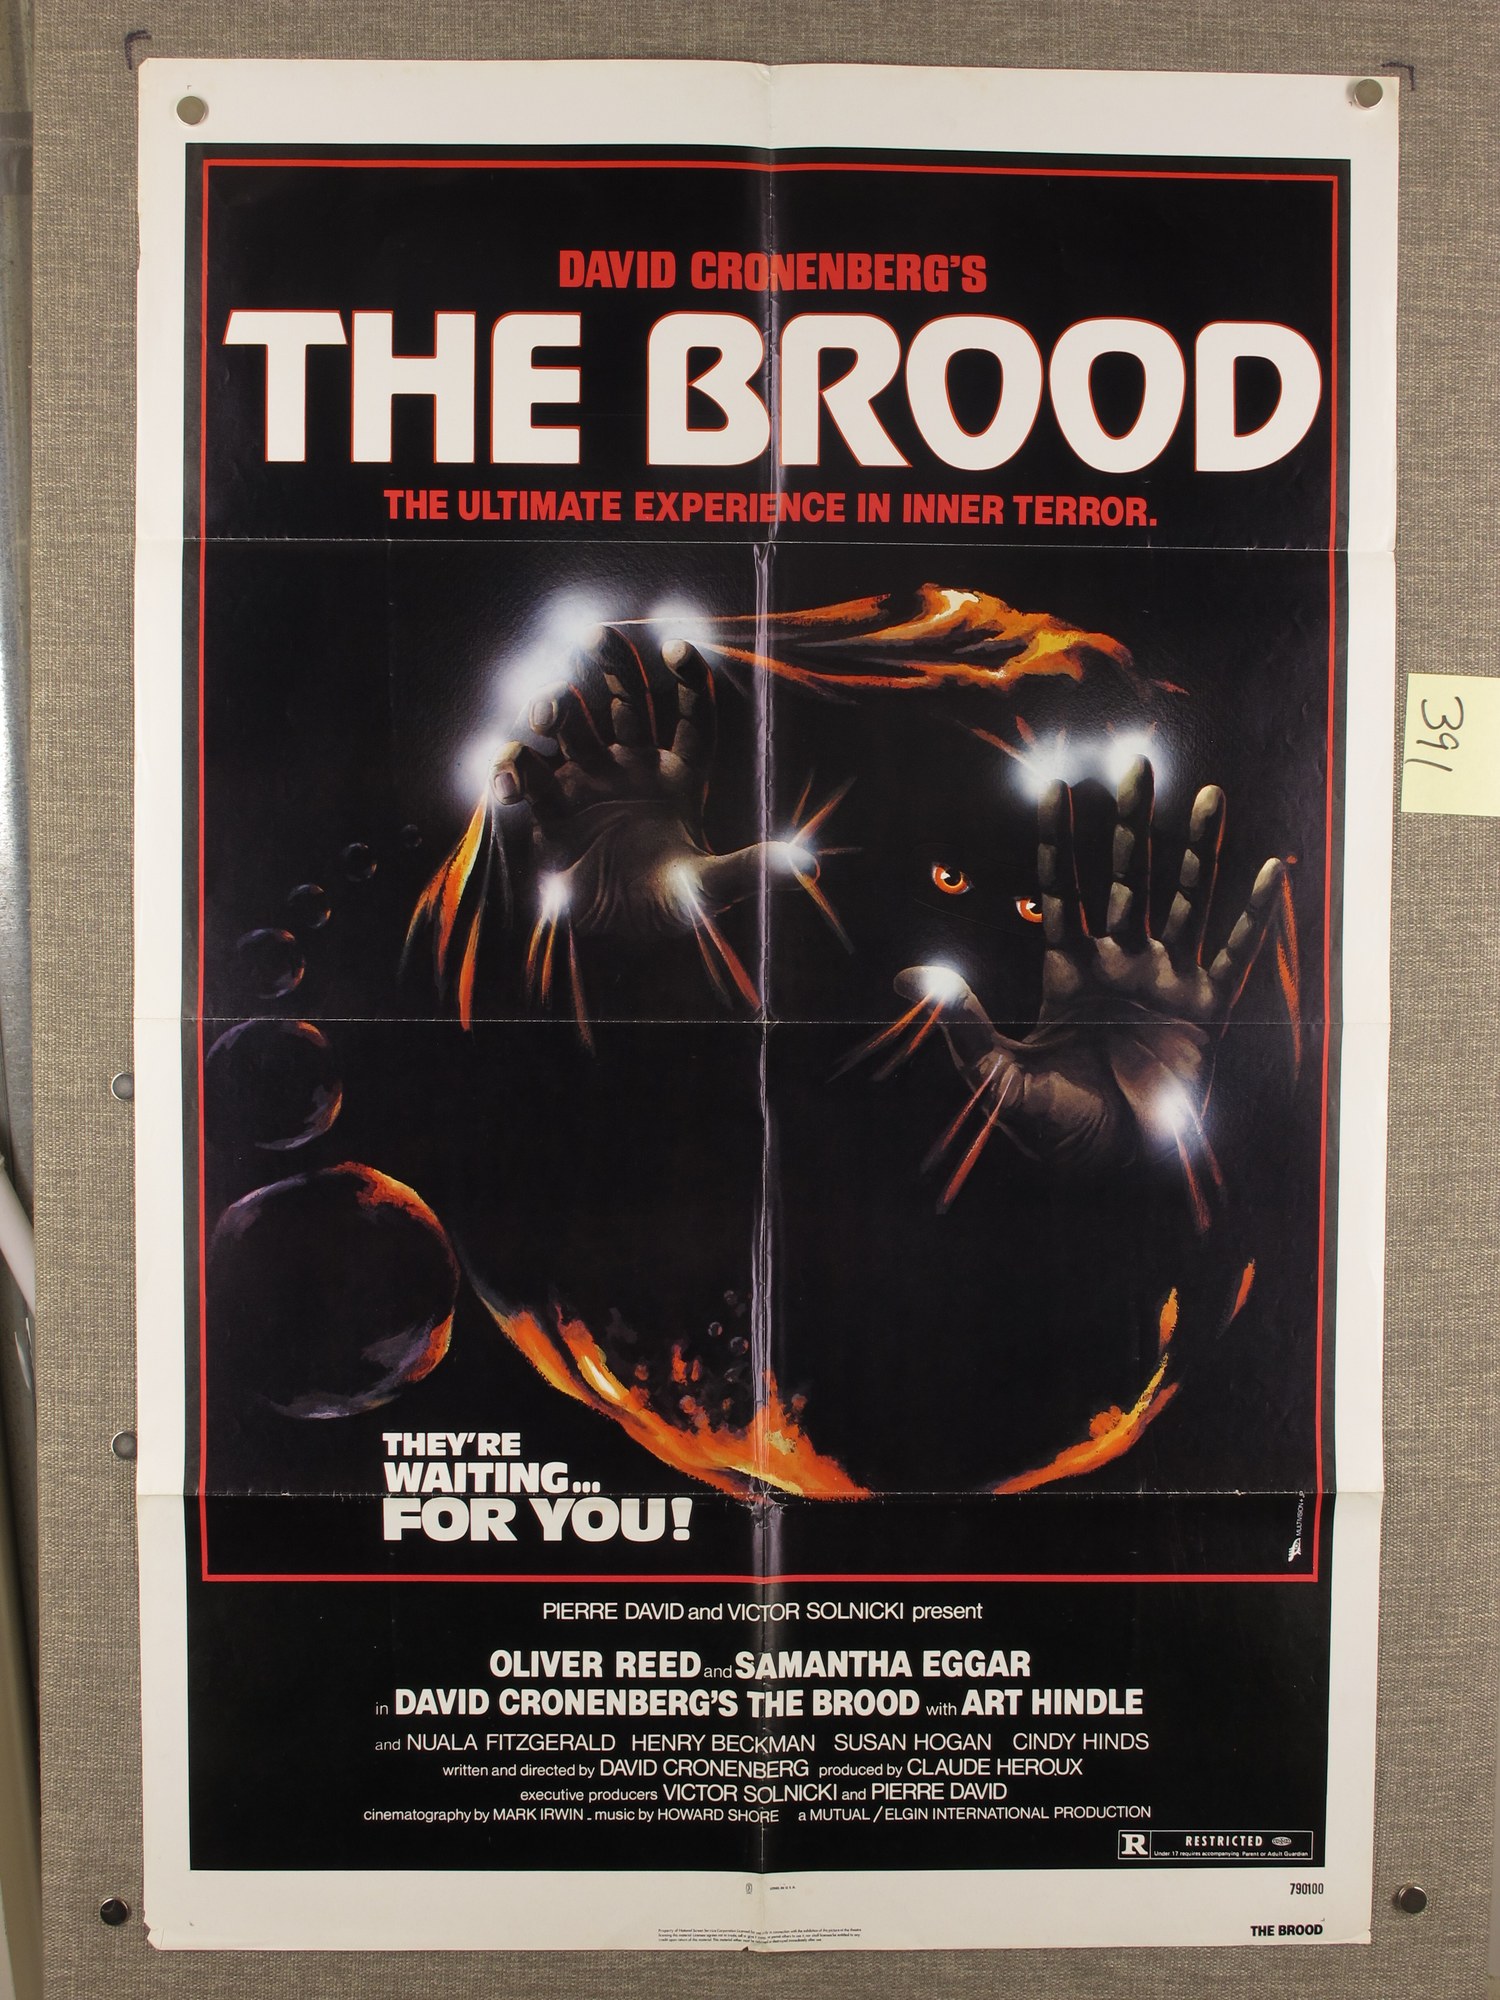 DAVID CRONENBERG'S
THE BROOD
THE ULTIMATE EXPERIENCE IN INNER TERROR.
391
THEY'RE
WAITING...
FOR YOU!
MULTIVISION
PIERRE DAVID and VICTOR SOLNICKI present
OLIVER REED and SAMANTHA EGGAR
in DAVID CRONENBERG'S THE BROOD with ART HINDLE
and NUALA FITZGERALD HENRY BECKMAN SUSAN HOGAN CINDY HINDS
written and directed by DAVID CRONENBERG produced by CLAUDE HEROUX
executive producers VICTOR SOLNICKI and PIERRE DAVID
cinematography by MARK IRWIN - music by HOWARD SHORE a MUTUAL / ELGIN INTERNATIONAL PRODUCTION
R RESTRICTED
Under 17 requires accompanying Parent or Adult Guardian
790100
THE BROOD